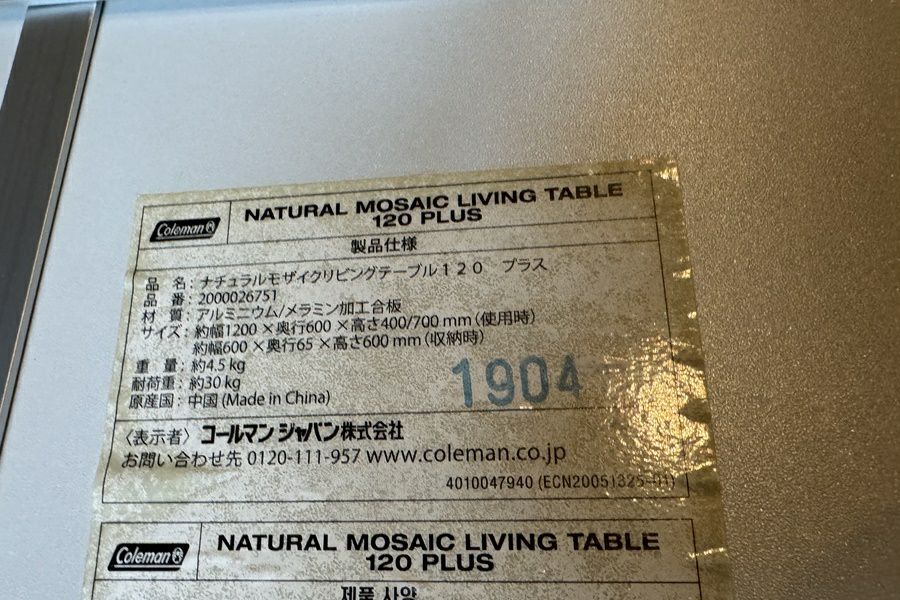 Coleman
NATURAL MOSAIC LIVING TABLE
120 PLUS
製品仕様
品 名：ナチュラルモザイクリビングテーブル120 プラス
品 番：2000026751
材 質：アルミニウム/メラミン加工合板
サイズ：約幅1200×奥行600×高さ400/700 mm（使用時）
約幅600×奥行65×高さ600 mm（収納時）
重 量：約4.5 kg
耐荷重：約30 kg
原産国：中国 (Made in China)
1904
〈表示者〉コールマン ジャパン株式会社
お問い合わせ先 0120-111-957 www.coleman.co.jp
4010047940 (ECN20051325-01)
Coleman
NATURAL MOSAIC LIVING TABLE
120 PLUS
제품 사양